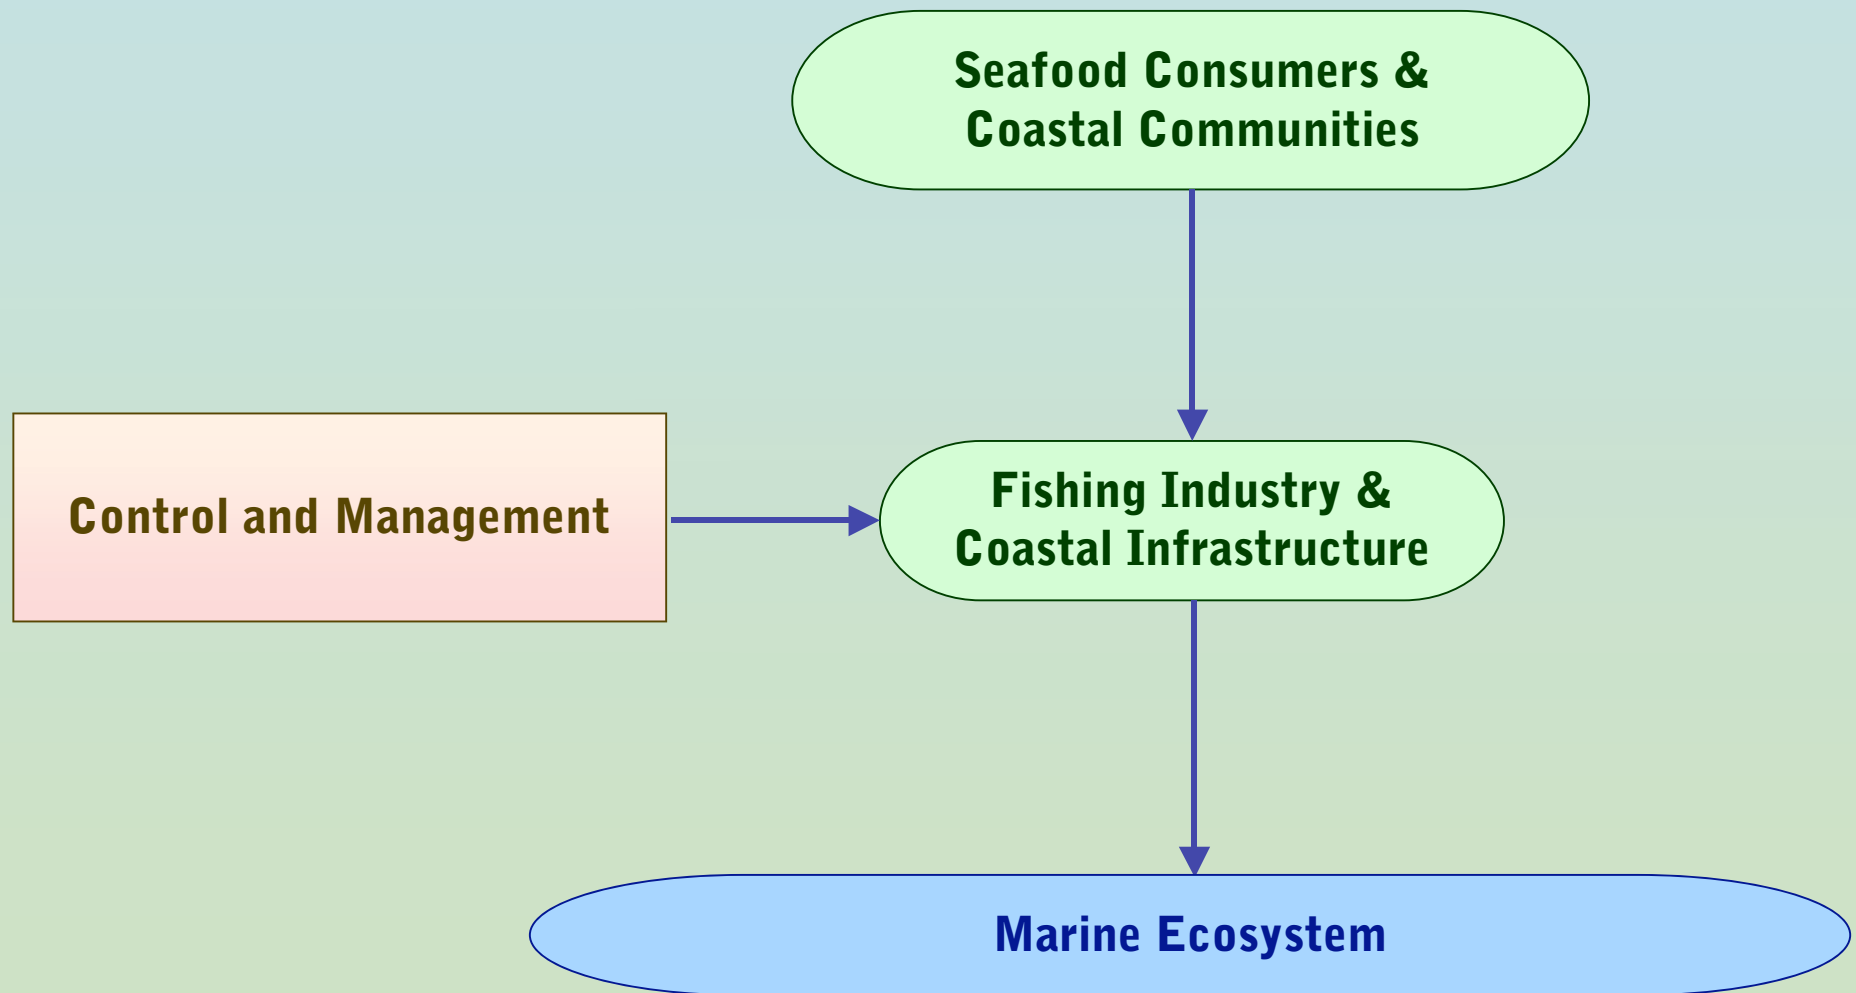 Seafood Consumers &
Coastal Communities
Control and Management
Fishing Industry &
Coastal Infrastructure
Marine Ecosystem